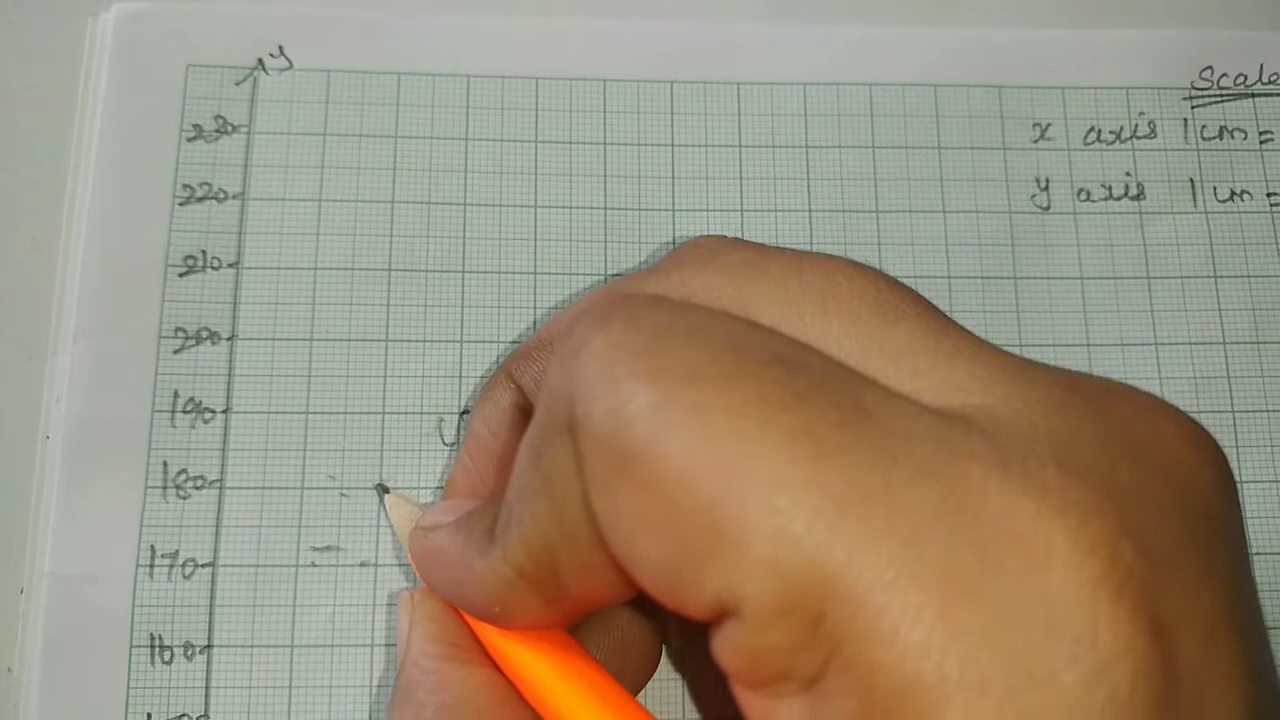 y
Scale
x axis 1cm =
y axis 1cm =
230
220
210
200
190
180
170
160